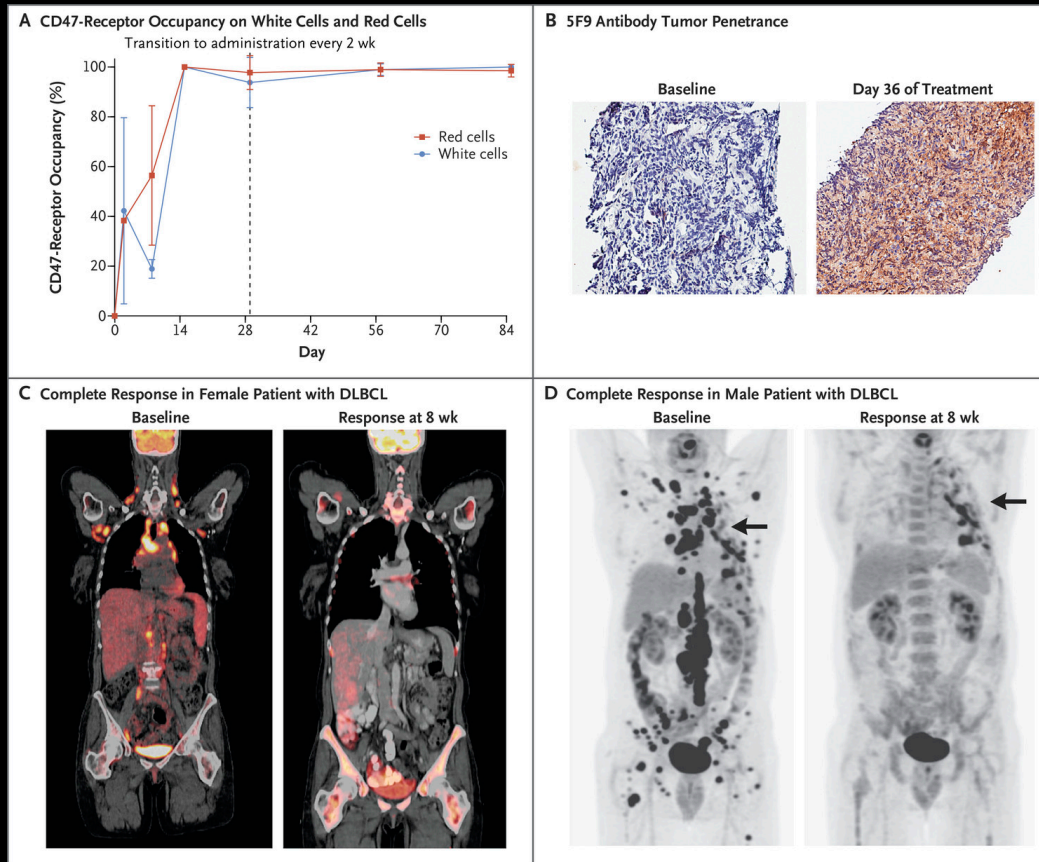 A CD47-Receptor Occupancy on White Cells and Red Cells
Transition to administration every 2 wk
CD47-Receptor Occupancy (%)
100
80
60
40
20
0
Red cells
White cells
0 14 28 42 56 70 84
Day
B 5F9 Antibody Tumor Penetrance
Baseline
Day 36 of Treatment
C Complete Response in Female Patient with DLBCL
Baseline
Response at 8 wk
D Complete Response in Male Patient with DLBCL
Baseline
Response at 8 wk